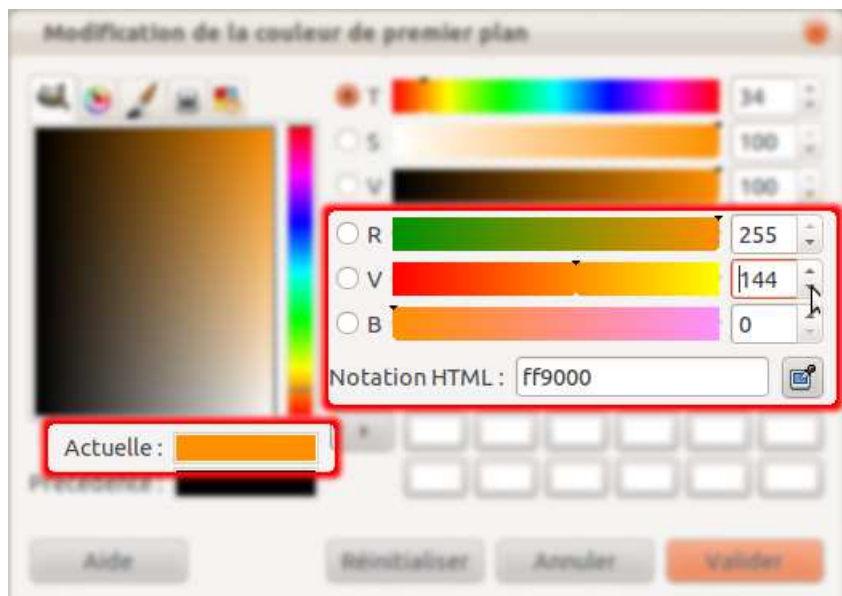 Modification de la couleur de premier plan
T 34
S 100
V 100
R 255
V 144
B 0
Notation HTML : ff9000
Actuelle :
Précédente :
Aide
Réinitialiser
Annuler
Valider